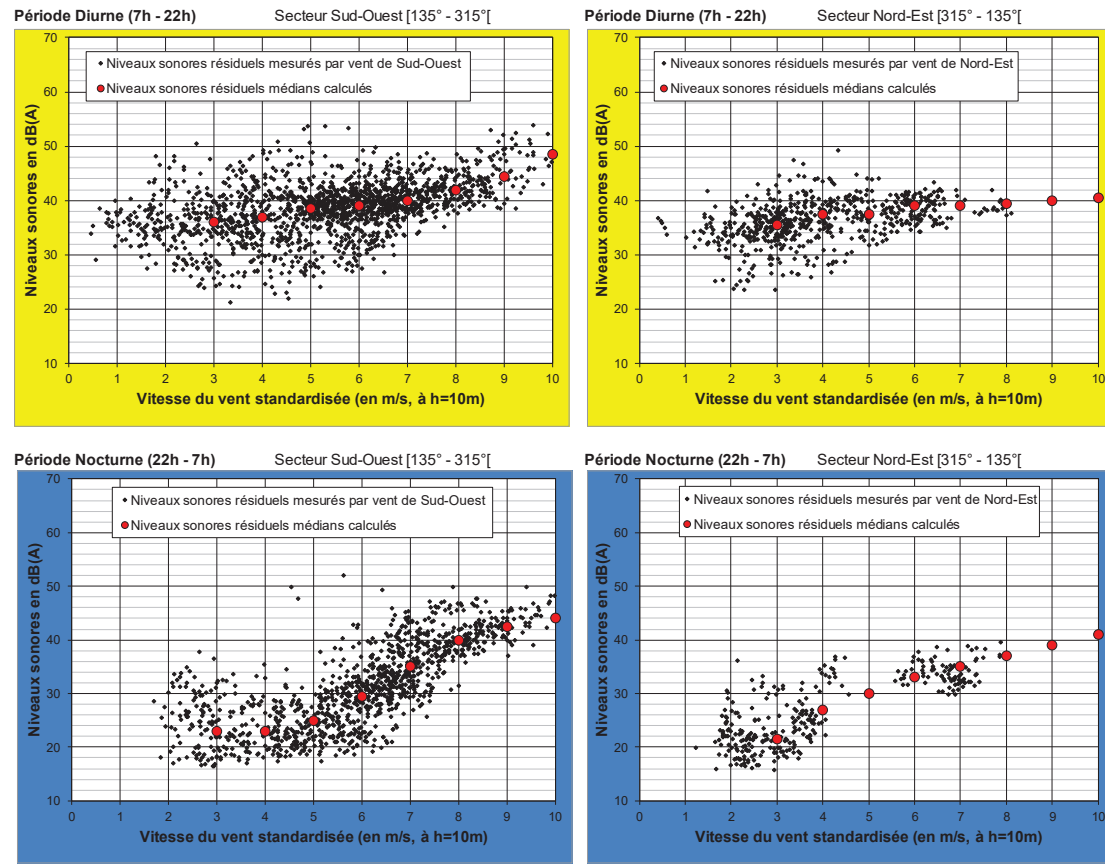 Période Diurne (7h - 22h) Secteur Sud-Ouest [135° - 315°[
Niveaux sonores en dB(A)
70
60
50
40
30
20
10
Niveaux sonores résiduels mesurés par vent de Sud-Ouest
Niveaux sonores résiduels médians calculés
0 1 2 3 4 5 6 7 8 9 10
Vitesse du vent standardisée (en m/s, à h=10m)
Période Diurne (7h - 22h) Secteur Nord-Est [315° - 135°[
Niveaux sonores en dB(A)
70
60
50
40
30
20
10
Niveaux sonores résiduels mesurés par vent de Nord-Est
Niveaux sonores résiduels médians calculés
0 1 2 3 4 5 6 7 8 9 10
Vitesse du vent standardisée (en m/s, à h=10m)
Période Nocturne (22h - 7h) Secteur Sud-Ouest [135° - 315°[
Niveaux sonores en dB(A)
70
60
50
40
30
20
10
Niveaux sonores résiduels mesurés par vent de Sud-Ouest
Niveaux sonores résiduels médians calculés
0 1 2 3 4 5 6 7 8 9 10
Vitesse du vent standardisée (en m/s, à h=10m)
Période Nocturne (22h - 7h) Secteur Nord-Est [315° - 135°[
Niveaux sonores en dB(A)
70
60
50
40
30
20
10
Niveaux sonores résiduels mesurés par vent de Nord-Est
Niveaux sonores résiduels médians calculés
0 1 2 3 4 5 6 7 8 9 10
Vitesse du vent standardisée (en m/s, à h=10m)